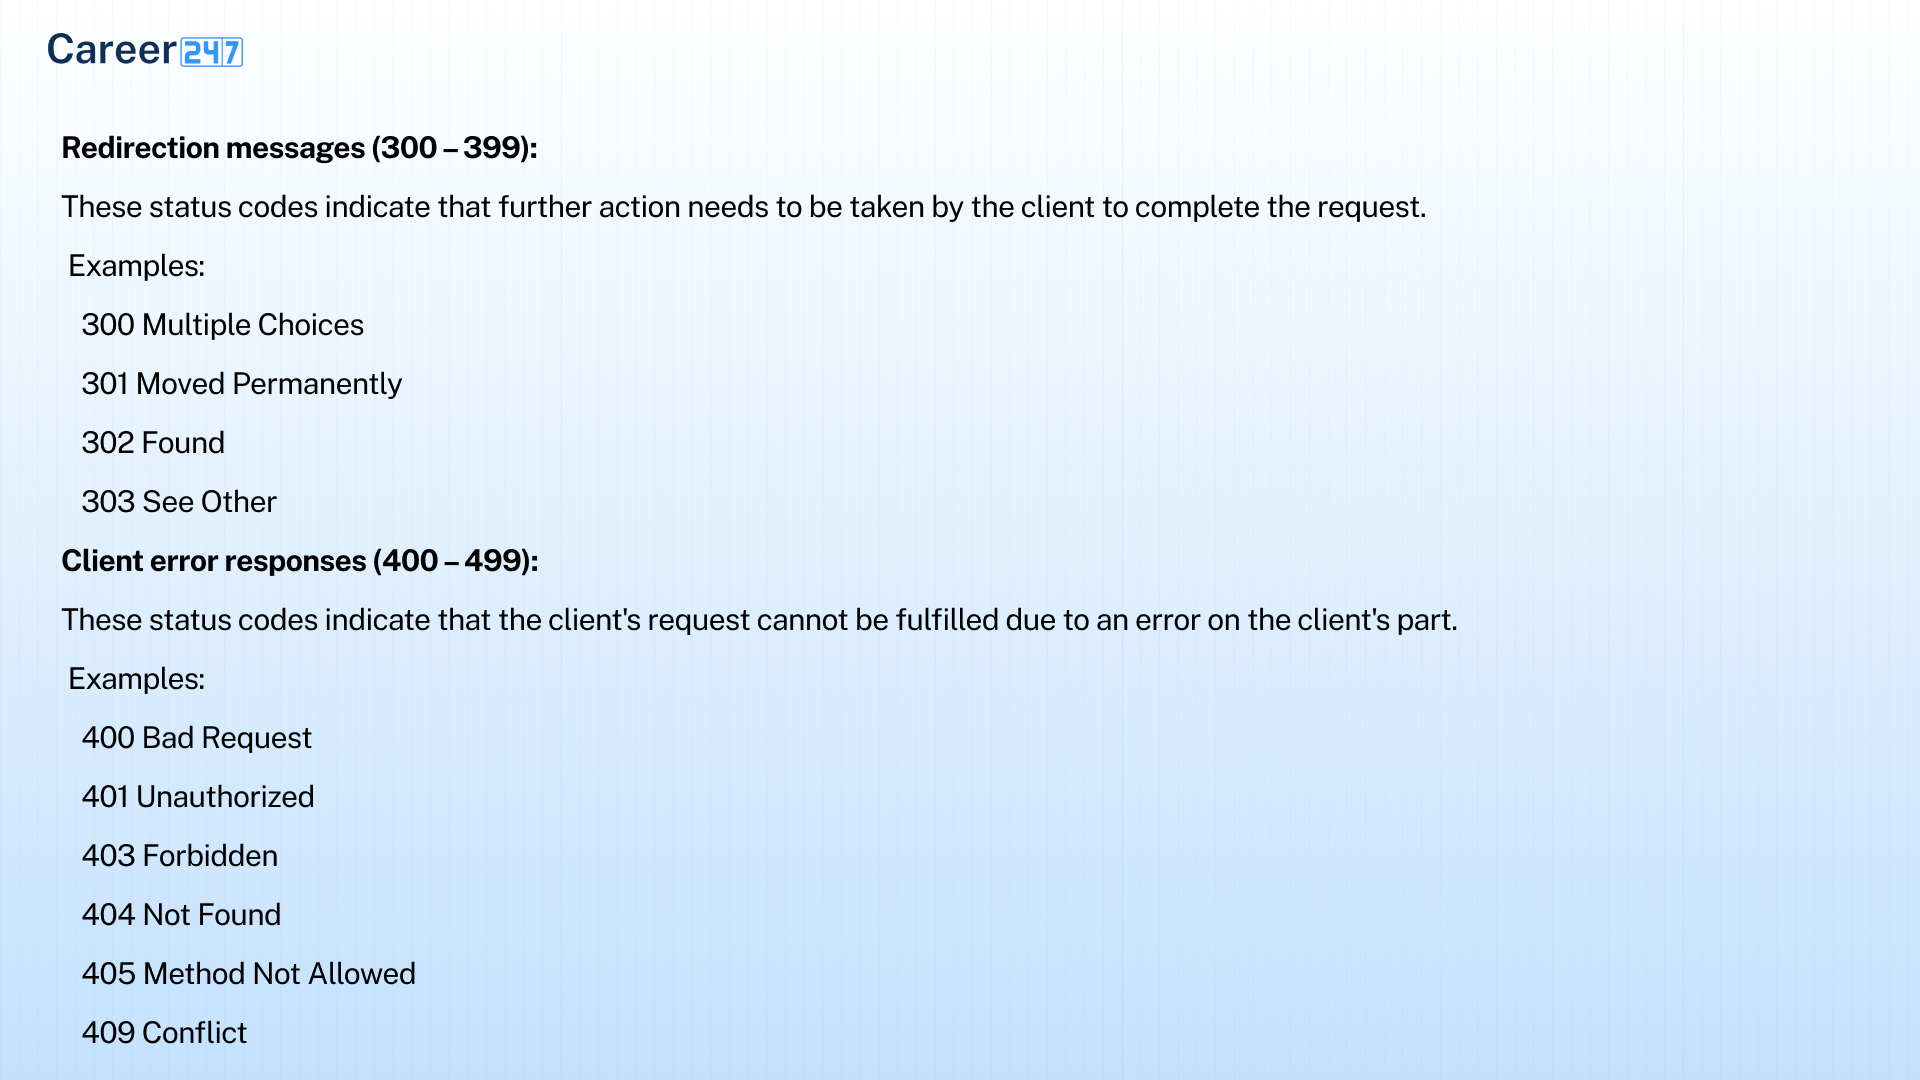 Career247
Redirection messages (300 – 399):
These status codes indicate that further action needs to be taken by the client to complete the request.
Examples:
300 Multiple Choices
301 Moved Permanently
302 Found
303 See Other
Client error responses (400 – 499):
These status codes indicate that the client's request cannot be fulfilled due to an error on the client's part.
Examples:
400 Bad Request
401 Unauthorized
403 Forbidden
404 Not Found
405 Method Not Allowed
409 Conflict